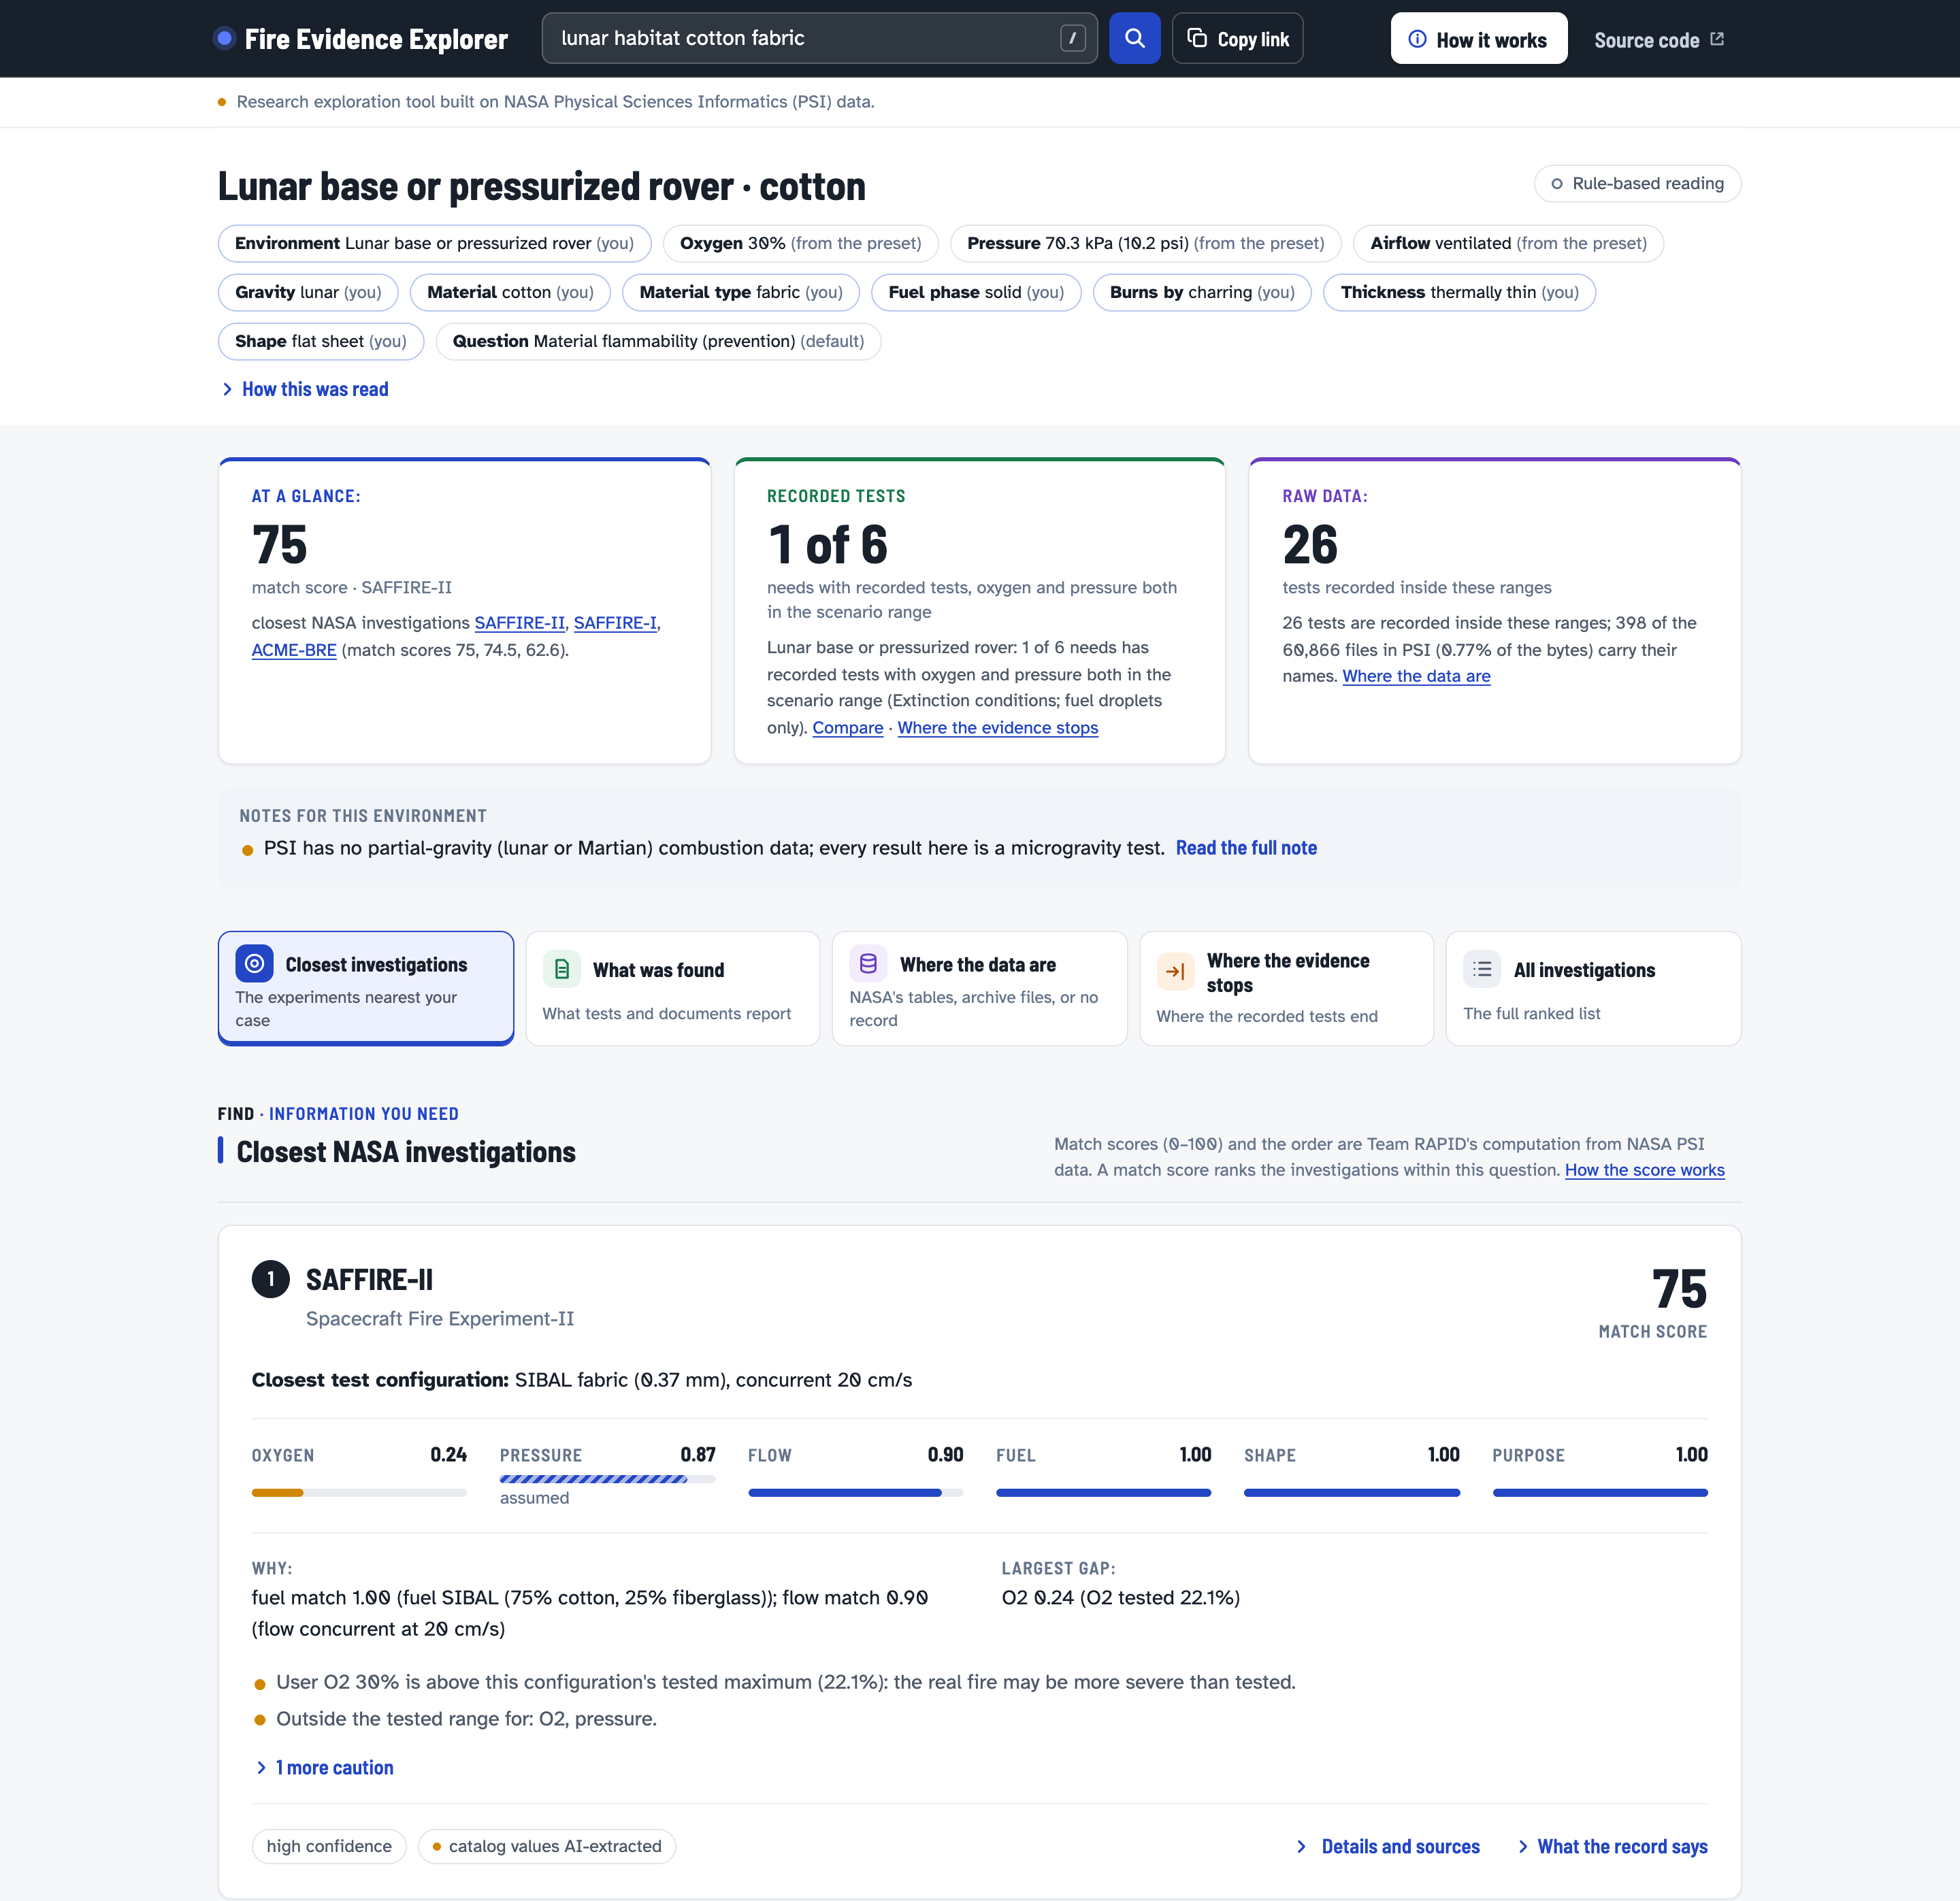 Fire Evidence Explorer
lunar habitat cotton fabric
/
Copy link
How it works
Source code
Research exploration tool built on NASA Physical Sciences Informatics (PSI) data.
Lunar base or pressurized rover · cotton
Rule-based reading
Environment Lunar base or pressurized rover (you)
Oxygen 30% (from the preset)
Pressure 70.3 kPa (10.2 psi) (from the preset)
Airflow ventilated (from the preset)
Gravity lunar (you)
Material cotton (you)
Material type fabric (you)
Fuel phase solid (you)
Burns by charring (you)
Thickness thermally thin (you)
Shape flat sheet (you)
Question Material flammability (prevention) (default)
How this was read
AT A GLANCE:
75
match score · SAFFIRE-II
closest NASA investigations SAFFIRE-II, SAFFIRE-I,
ACME-BRE (match scores 75, 74.5, 62.6).
RECORDED TESTS
1 of 6
needs with recorded tests, oxygen and pressure both
in the scenario range
Lunar base or pressurized rover: 1 of 6 needs has
recorded tests with oxygen and pressure both in the
scenario range (Extinction conditions; fuel droplets
only). Compare · Where the evidence stops
RAW DATA:
26
tests recorded inside these ranges
26 tests are recorded inside these ranges; 398 of the
60,866 files in PSI (0.77% of the bytes) carry their
names. Where the data are
NOTES FOR THIS ENVIRONMENT
PSI has no partial-gravity (lunar or Martian) combustion data; every result here is a microgravity test. Read the full note
Closest investigations
The experiments nearest your
case
What was found
What tests and documents report
Where the data are
NASA's tables, archive files, or no
record
Where the evidence
stops
Where the recorded tests end
All investigations
The full ranked list
FIND · INFORMATION YOU NEED
Closest NASA investigations
Match scores (0–100) and the order are Team RAPID's computation from NASA PSI
data. A match score ranks the investigations within this question. How the score works
1
SAFFIRE-II
Spacecraft Fire Experiment-II
75
MATCH SCORE
Closest test configuration: SIBAL fabric (0.37 mm), concurrent 20 cm/s
OXYGEN 0.24
PRESSURE 0.87
assumed
FLOW 0.90
FUEL 1.00
SHAPE 1.00
PURPOSE 1.00
WHY:
fuel match 1.00 (fuel SIBAL (75% cotton, 25% fiberglass)); flow match 0.90
(flow concurrent at 20 cm/s)
LARGEST GAP:
O2 0.24 (O2 tested 22.1%)
User O2 30% is above this configuration's tested maximum (22.1%): the real fire may be more severe than tested.
Outside the tested range for: O2, pressure.
1 more caution
high confidence
catalog values AI-extracted
Details and sources
What the record says